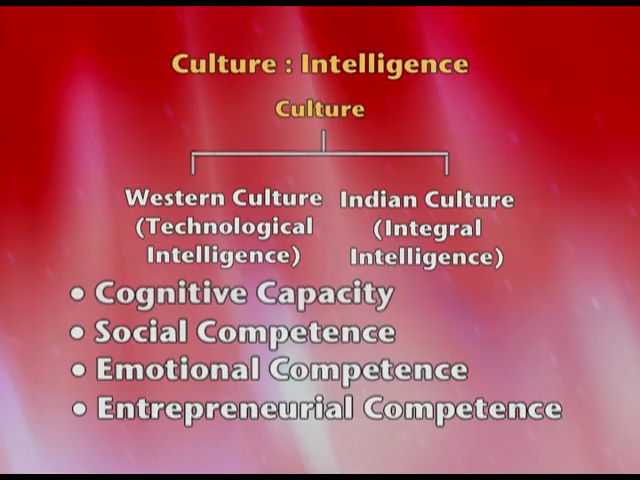 Culture : Intelligence
Culture
Western Culture Indian Culture
(Technological (Integral
Intelligence) Intelligence)
• Cognitive Capacity
• Social Competence
• Emotional Competence
• Entrepreneurial Competence